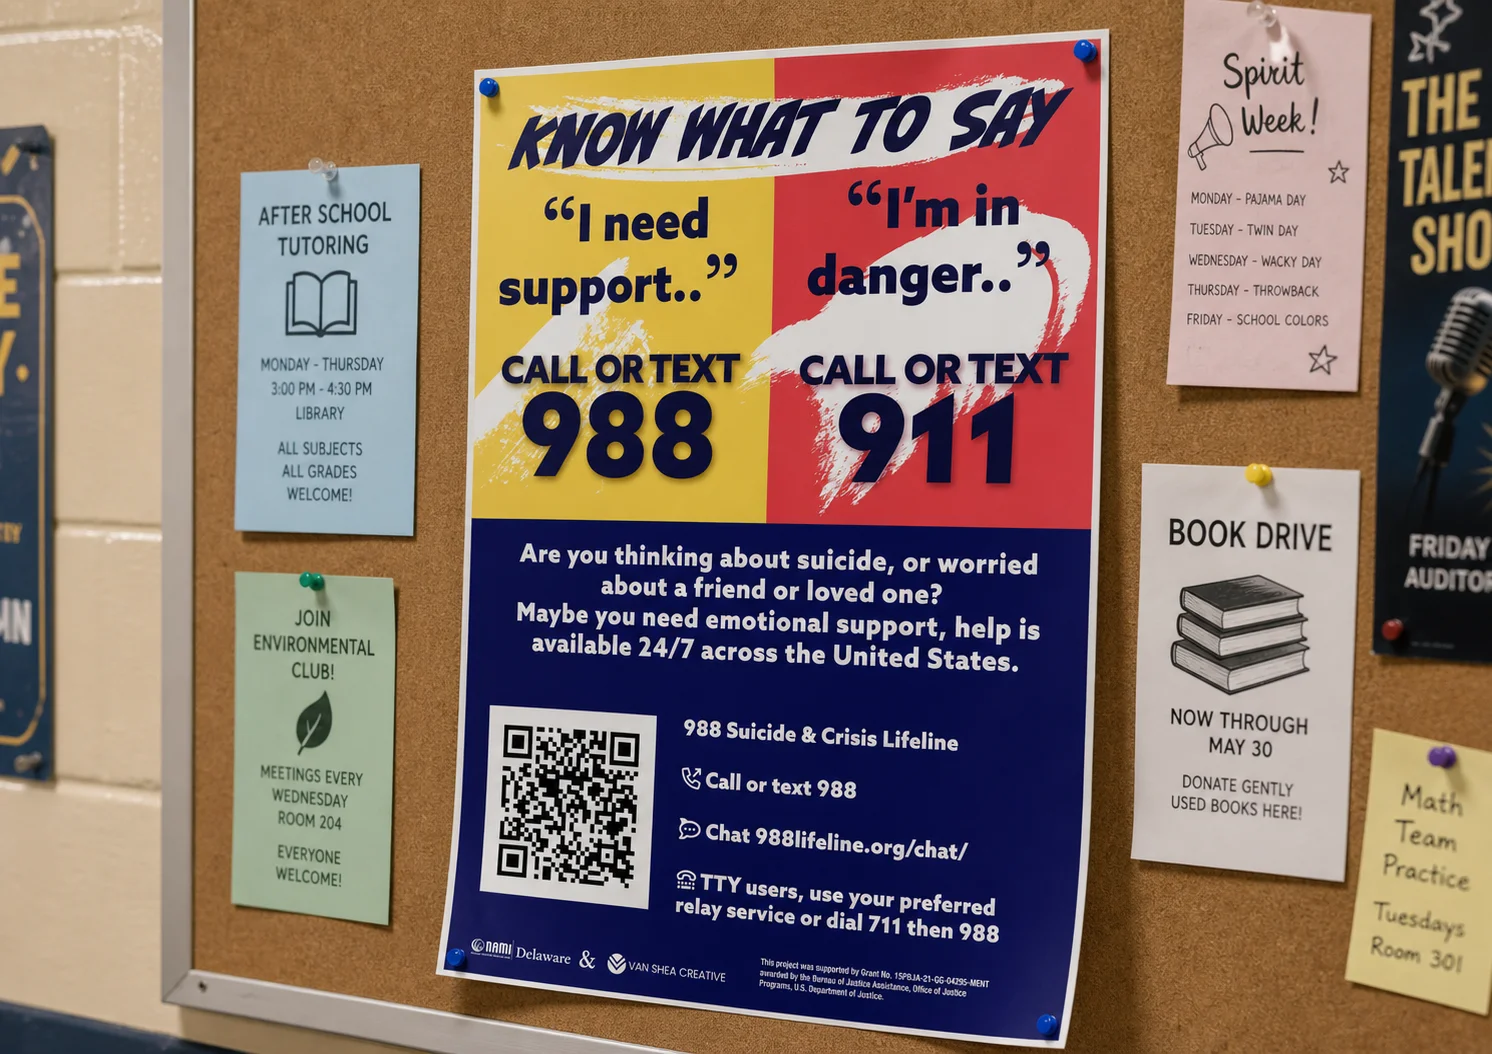 KNOW WHAT TO SAY
“I need
support..”
CALL OR TEXT
988
“I’m in
danger..”
CALL OR TEXT
911
Are you thinking about suicide, or worried
about a friend or loved one?
Maybe you need emotional support, help is
available 24/7 across the United States.
988 Suicide & Crisis Lifeline
Call or text 988
Chat 988lifeline.org/chat/
TTY users, use your preferred
relay service or dial 711 then 988
NAMI Delaware & VAN SHEA CREATIVE
This project was supported by Grant No. 15PBJA-21-GG-04295-MENT
awarded by the Bureau of Justice Assistance, Office of Justice
Programs, U.S. Department of Justice.
AFTER SCHOOL
TUTORING
MONDAY - THURSDAY
3:00 PM - 4:30 PM
LIBRARY
ALL SUBJECTS
ALL GRADES
WELCOME!
JOIN
ENVIRONMENTAL
CLUB!
MEETINGS EVERY
WEDNESDAY
ROOM 204
EVERYONE
WELCOME!
Spirit
Week!
MONDAY - PAJAMA DAY
TUESDAY - TWIN DAY
WEDNESDAY - WACKY DAY
THURSDAY - THROWBACK
FRIDAY - SCHOOL COLORS
BOOK DRIVE
NOW THROUGH
MAY 30
DONATE GENTLY
USED BOOKS HERE!
THE
TALEN
SHO
FRIDAY
AUDITOR
Math
Team
Practice
Tuesdays
Room 301